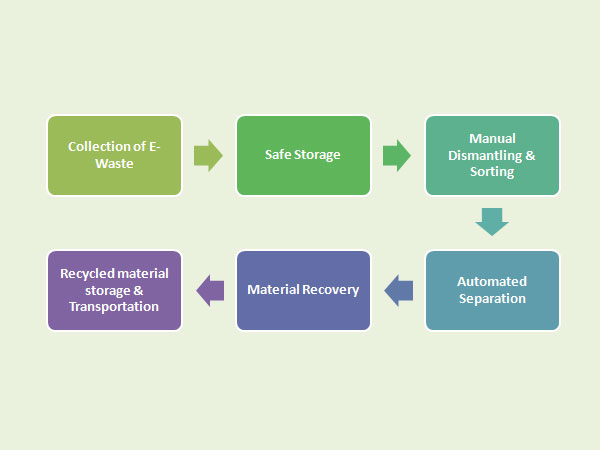 Collection of E-
Waste
Safe Storage
Manual
Dismantling &
Sorting
Automated
Separation
Material Recovery
Recycled material
storage &
Transportation